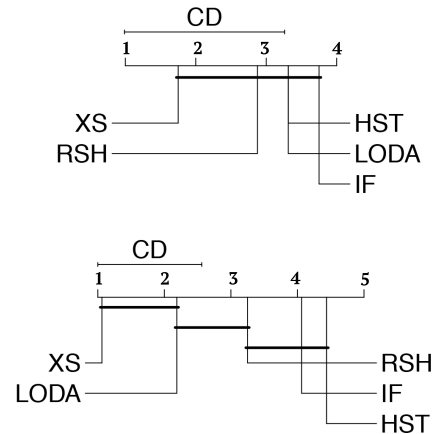 CD
1 2 3 4
XS HST
RSH LODA
IF
CD
1 2 3 4 5
XS RSH
LODA IF
HST